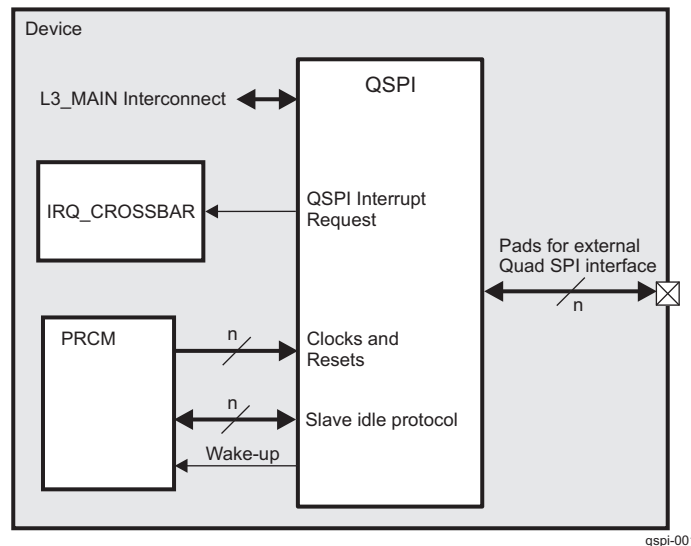 Device
QSPI
L3_MAIN Interconnect
IRQ_CROSSBAR
QSPI Interrupt
Request
Pads for external
Quad SPI interface
n
PRCM
n
Clocks and
Resets
n
Slave idle protocol
Wake-up
qspi-00